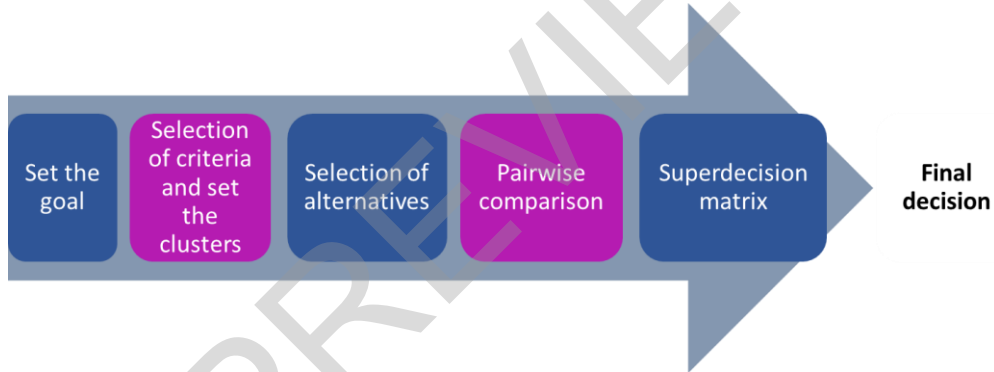 Set the
goal
Selection
of criteria
and set
the
clusters
Selection of
alternatives
Pairwise
comparison
Superdecision
matrix
Final
decision